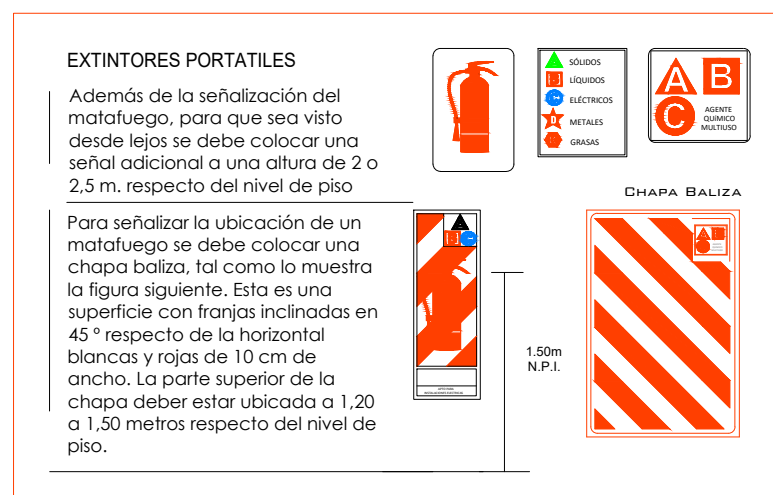 EXTINTORES PORTATILES
Además de la señalización del
matafuego, para que sea visto
desde lejos se debe colocar una
señal adicional a una altura de 2 o
2,5 m. respecto del nivel de piso
Para señalizar la ubicación de un
matafuego se debe colocar una
chapa baliza, tal como lo muestra
la figura siguiente. Esta es una
superficie con franjas inclinadas en
45 º respecto de la horizontal
blancas y rojas de 10 cm de
ancho. La parte superior de la
chapa deber estar ubicada a 1,20
a 1,50 metros respecto del nivel de
piso.
SÓLIDOS
LÍQUIDOS
ELÉCTRICOS
D METALES
GRASAS
A B
C
AGENTE
QUÍMICO
MULTIUSO
CHAPA BALIZA
1.50m
N.P.I.